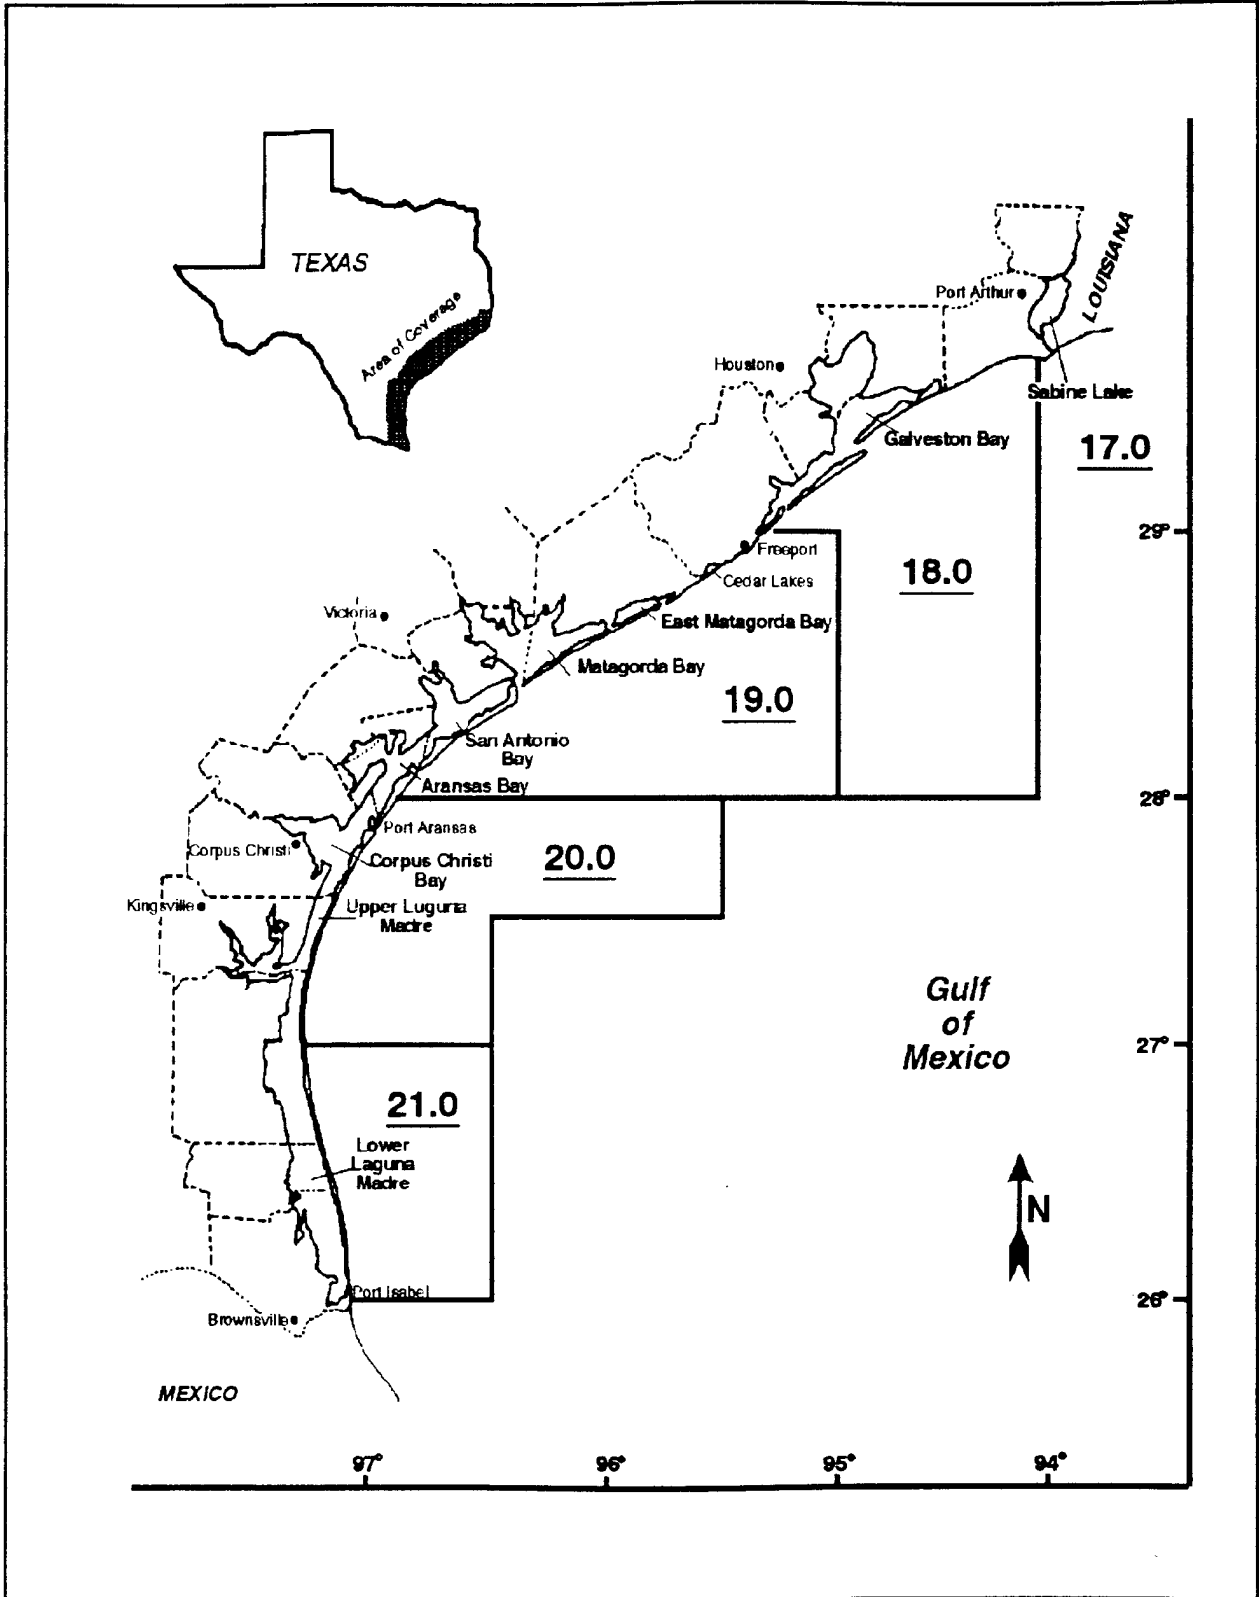 TEXAS
Area of Coverage
LOUISIANA
Port Arthur
Houston
Sabine Lake
Galveston Bay
17.0
29°
Freeport
18.0
Cedar Lakes
Victoria
East Matagorda Bay
Matagorda Bay
19.0
San Antonio
Bay
Aransas Bay
28°
Port Aransas
Corpus Christi
Corpus Christi
Bay
20.0
Kingsville
Upper Luguna
Madre
Gulf
of
Mexico
27°
21.0
Lower
Laguna
Madre
N
Port Isabel
26°
Brownsville
MEXICO
97°
96°
95°
94°